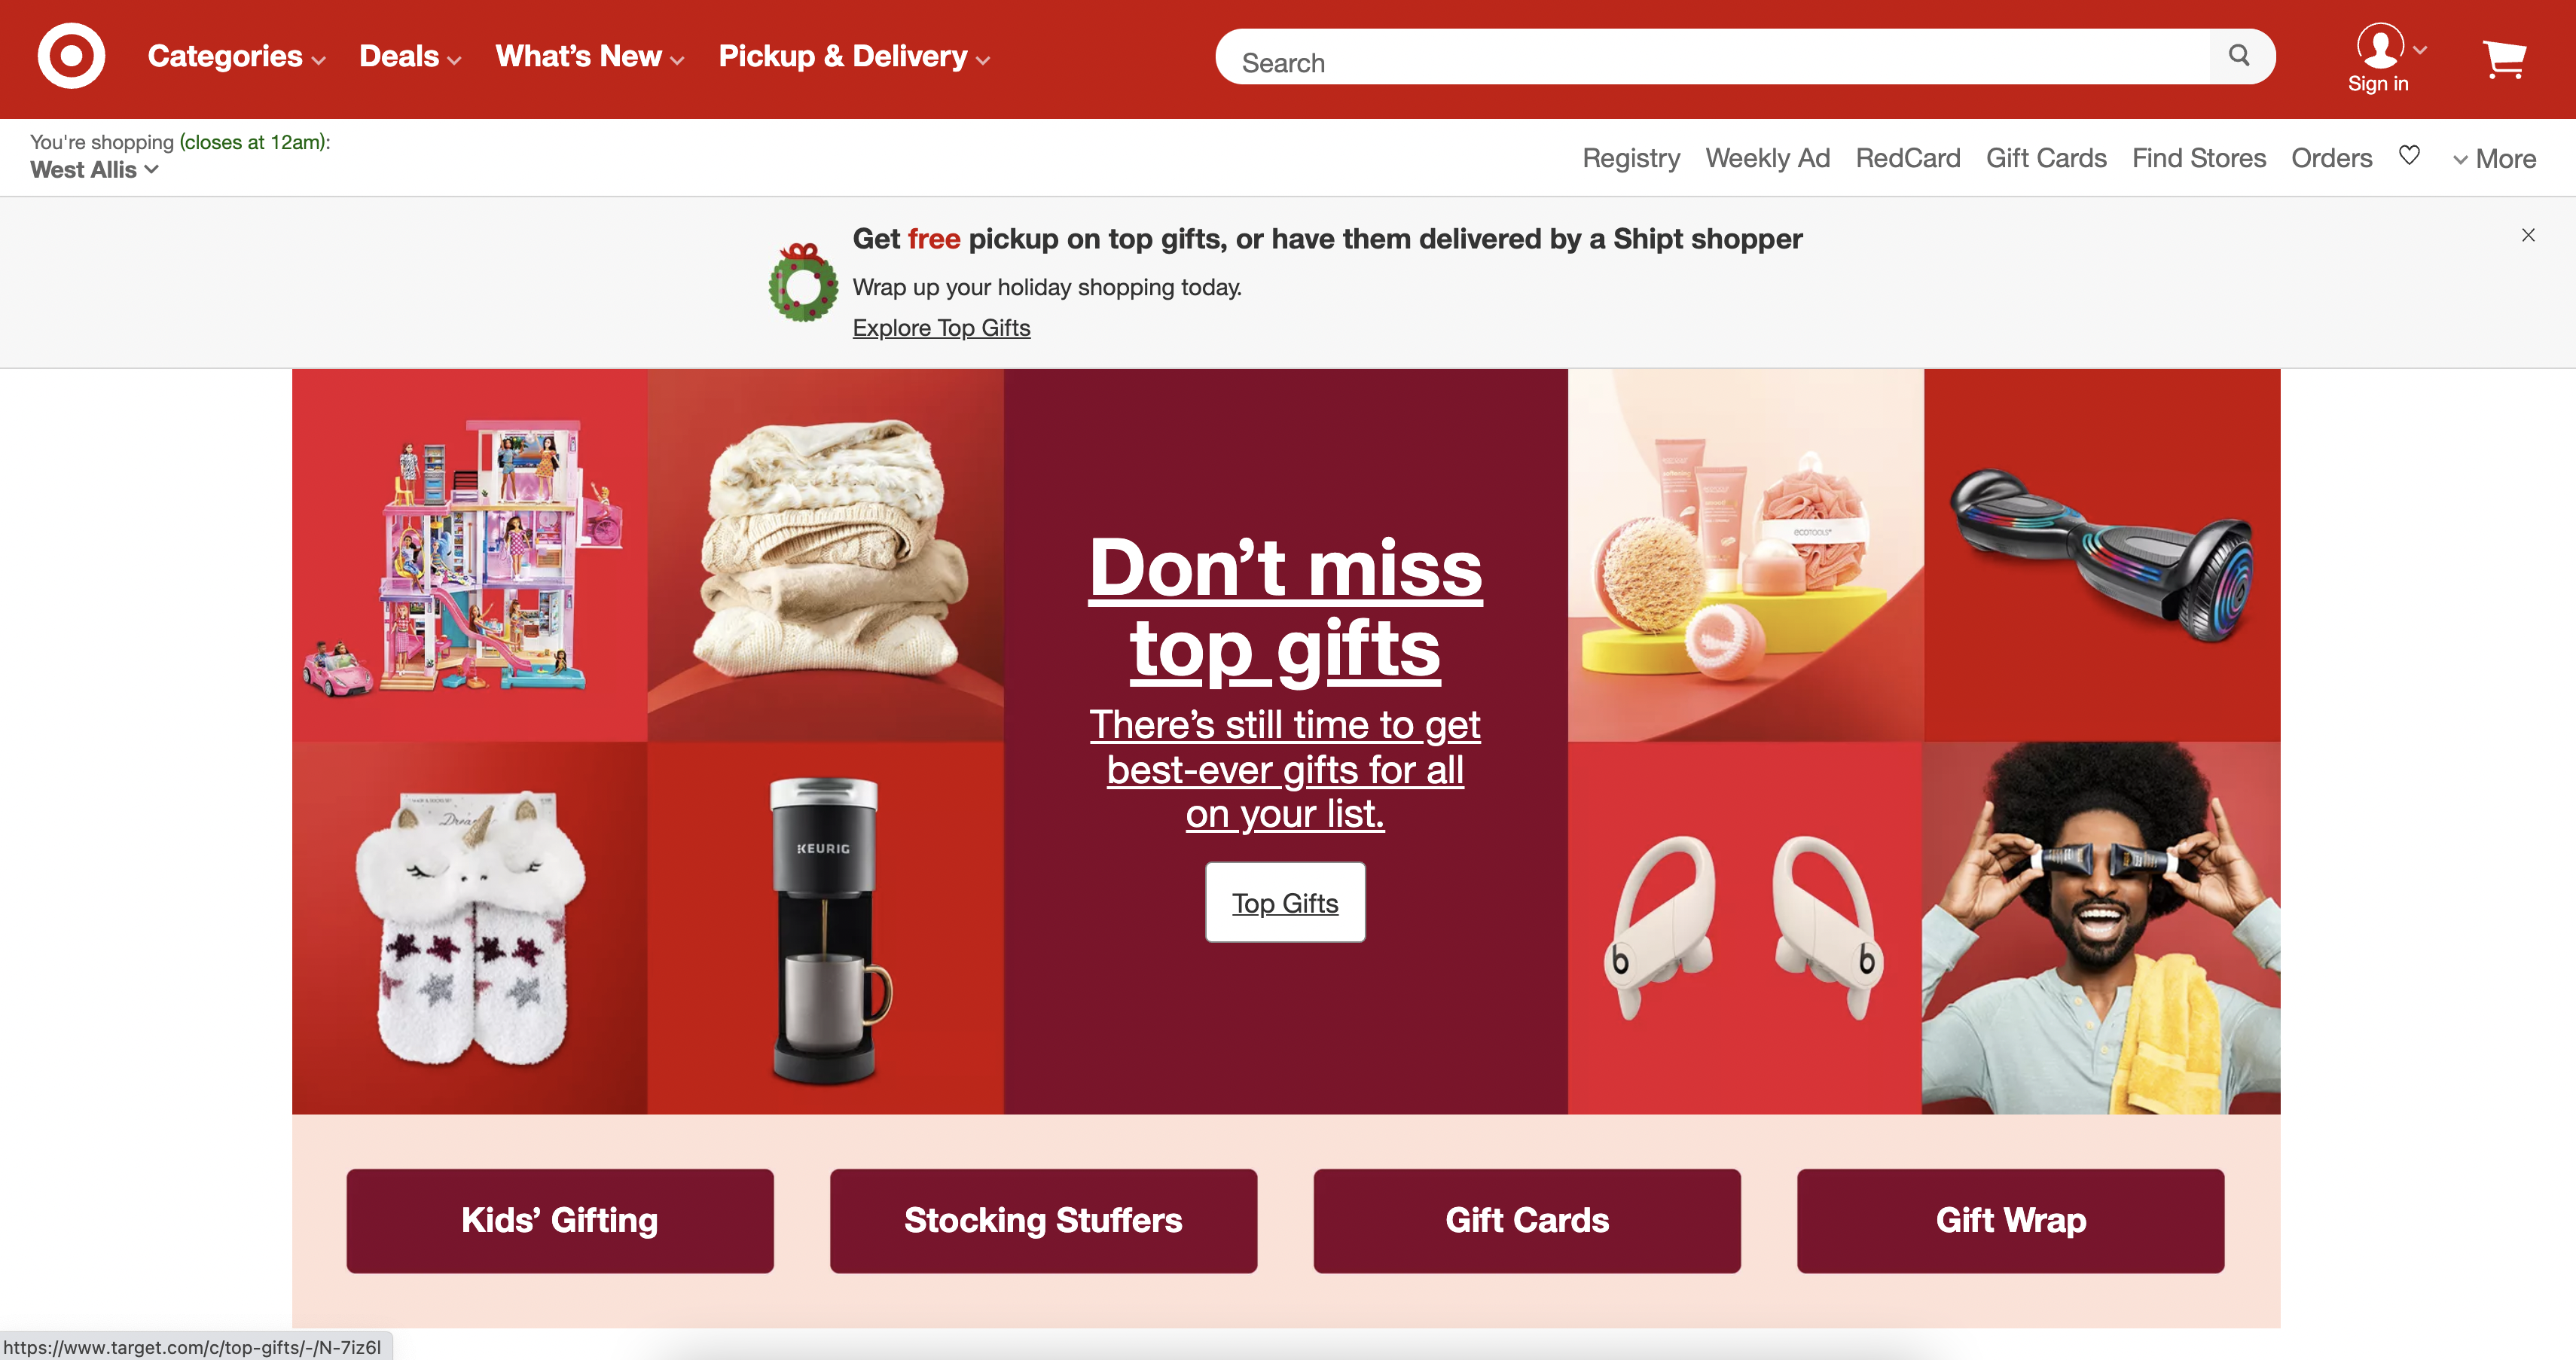 Categories Deals What's New Pickup & Delivery Search
Sign in
You're shopping (closes at 12am):
West Allis
Registry Weekly Ad RedCard Gift Cards Find Stores Orders More
Get free pickup on top gifts, or have them delivered by a Shipt shopper
Wrap up your holiday shopping today.
Explore Top Gifts
Don’t miss
top gifts
There’s still time to get
best-ever gifts for all
on your list.
Top Gifts
KEURIG
ecoTOOLS
b b
Kids’ Gifting Stocking Stuffers Gift Cards Gift Wrap
https://www.target.com/c/top-gifts/-/N-7iz6l